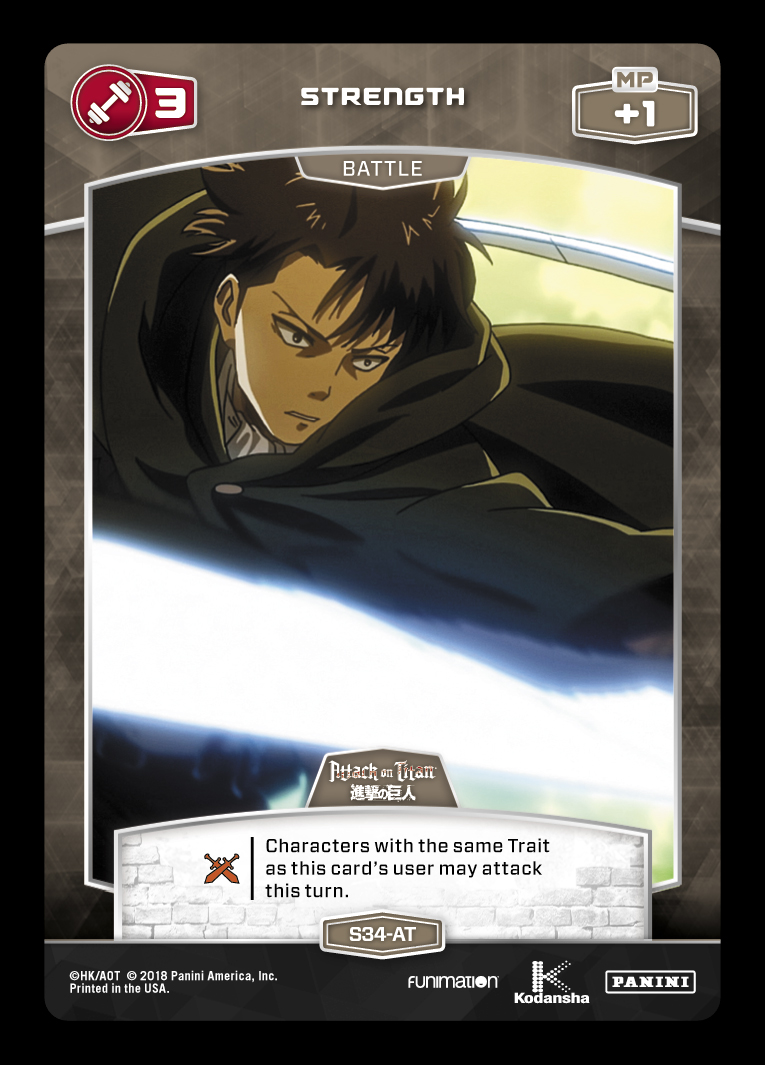 3
STRENGTH
MP
+1
BATTLE
Attack on Titan
進撃の巨人
Characters with the same Trait
as this card's user may attack
this turn.
S34-AT
©HK/AOT © 2018 Panini America, Inc.
Printed in the USA.
FUNIMATION
K
Kodansha
PANINI